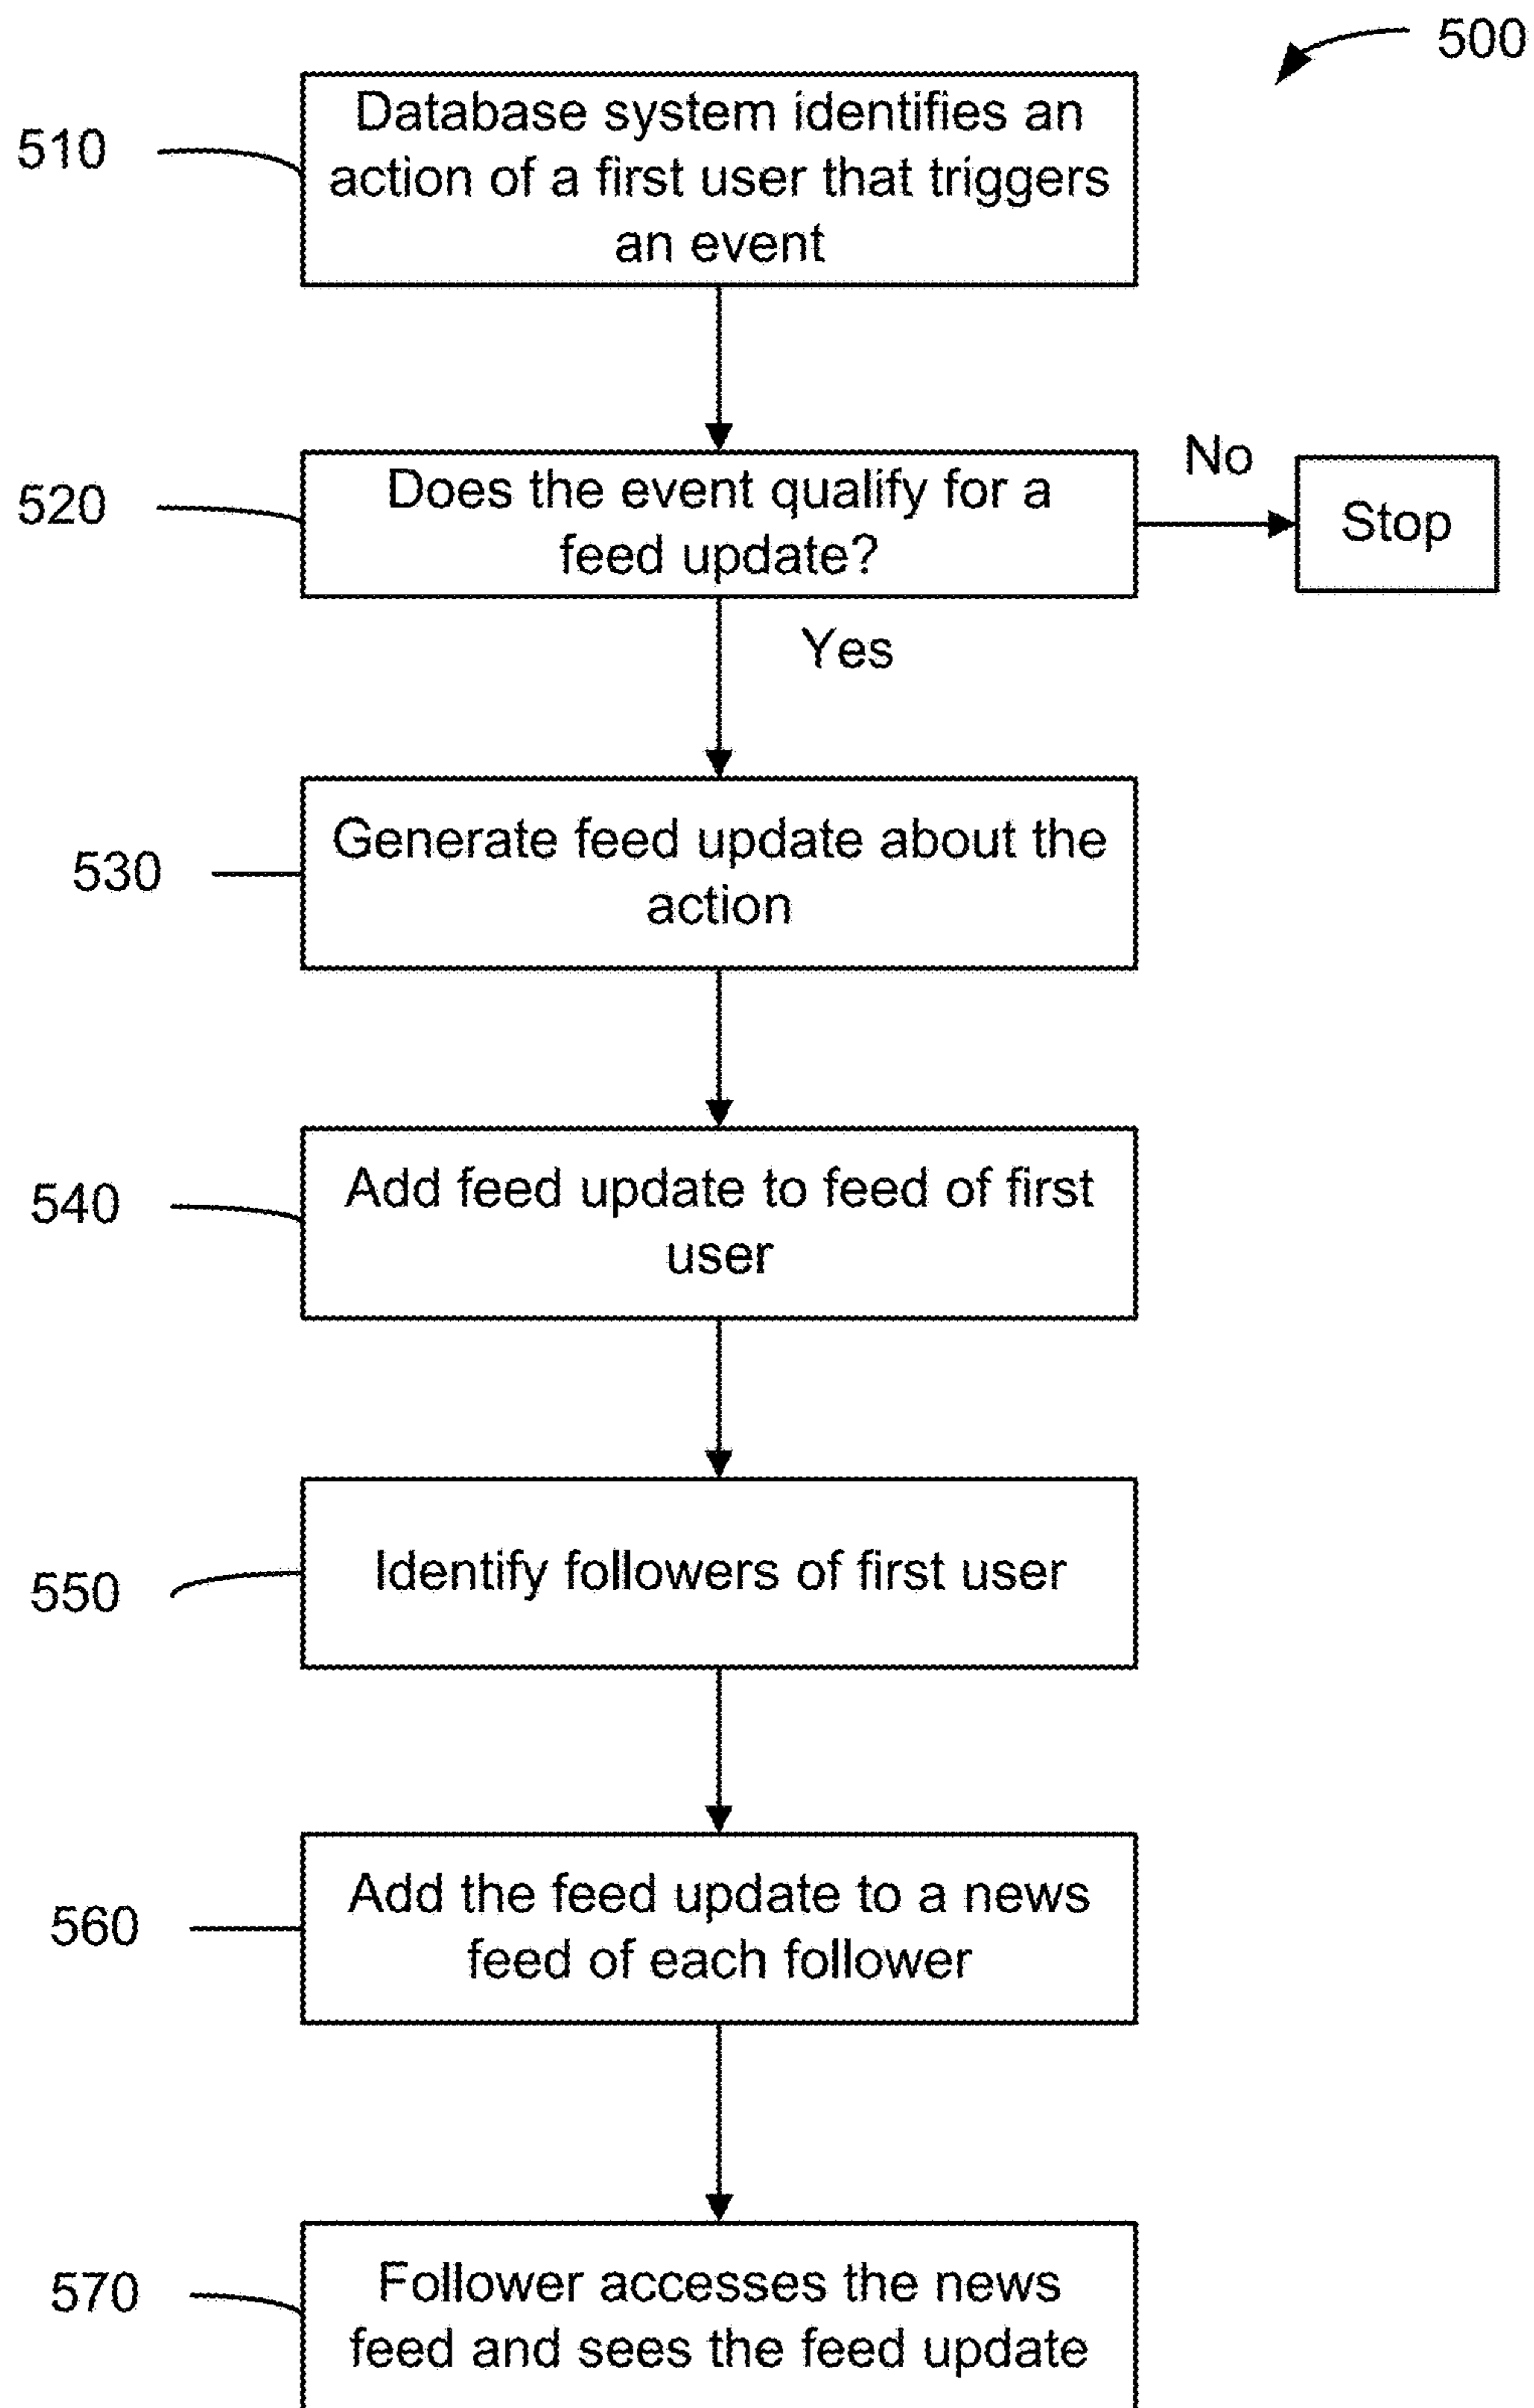 500
510
Database system identifies an
action of a first user that triggers
an event
520
Does the event qualify for a
feed update?
No
Stop
Yes
530
Generate feed update about the
action
540
Add feed update to feed of first
user
550
Identify followers of first user
560
Add the feed update to a news
feed of each follower
570
Follower accesses the news
feed and sees the feed update